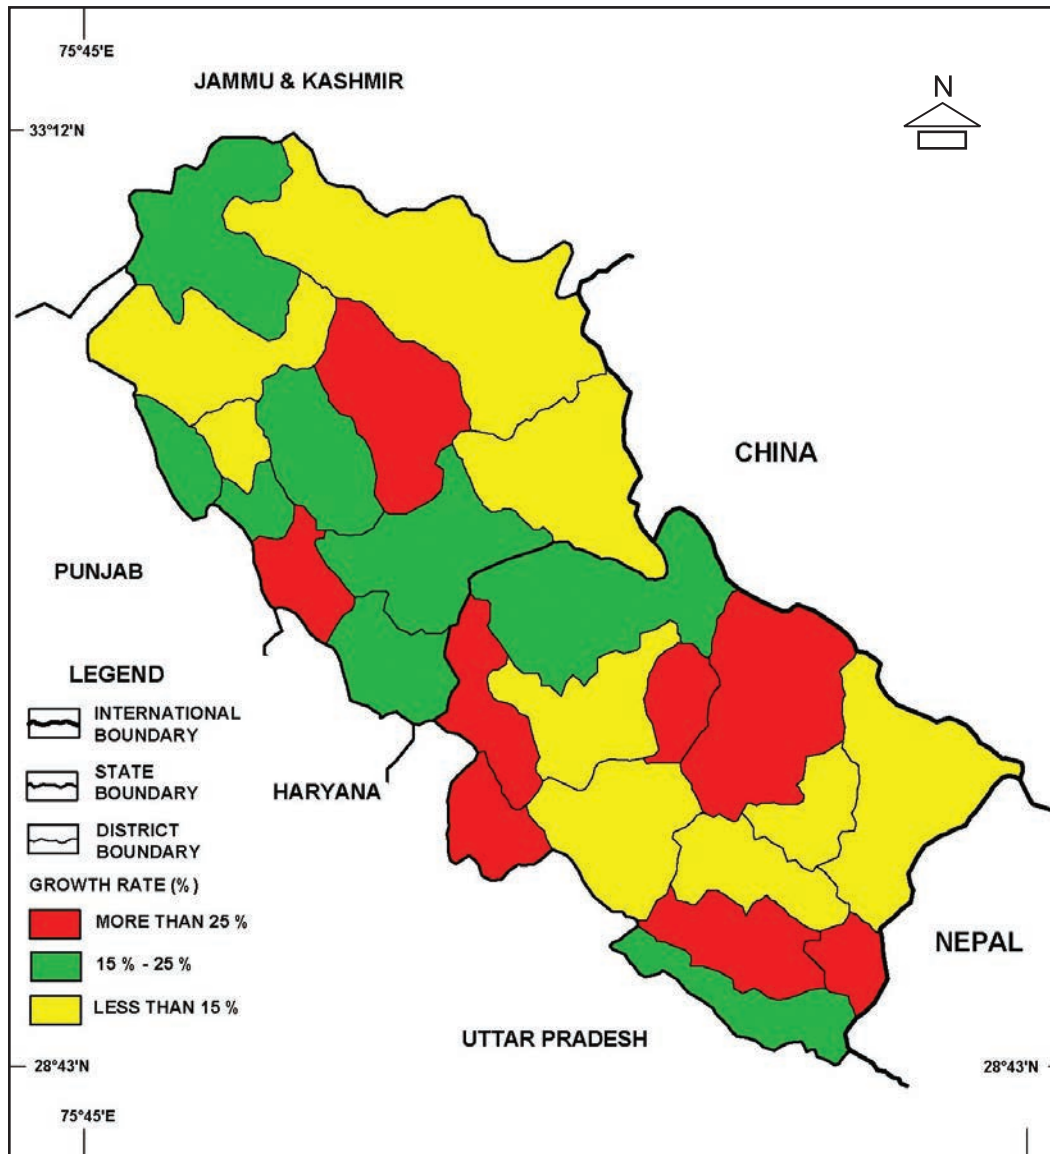 75°45'E
JAMMU & KASHMIR
N
33°12'N
CHINA
PUNJAB
LEGEND
INTERNATIONAL
BOUNDARY
STATE
BOUNDARY
HARYANA
DISTRICT
BOUNDARY
GROWTH RATE (%)
MORE THAN 25 %
NEPAL
15 % - 25 %
LESS THAN 15 %
UTTAR PRADESH
28°43'N
28°43'N
75°45'E